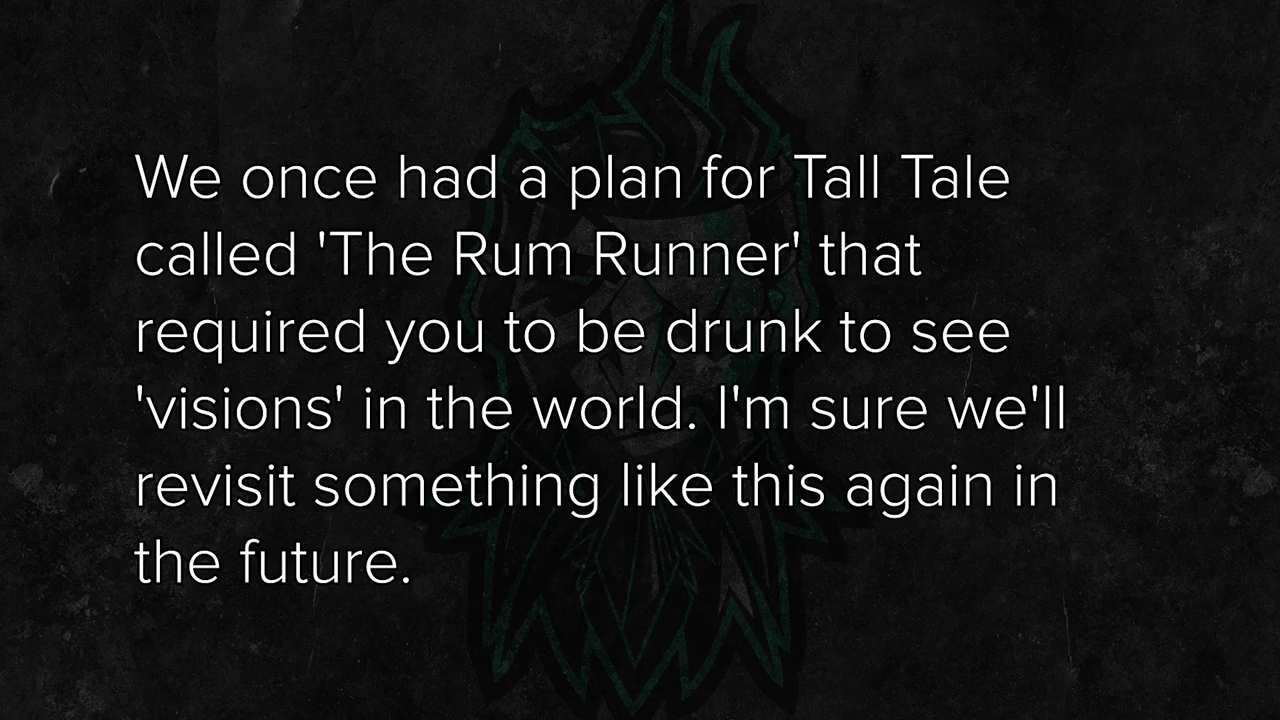 We once had a plan for Tall Tale
called 'The Rum Runner' that
required you to be drunk to see
'visions' in the world. I'm sure we'll
revisit something like this again in
the future.